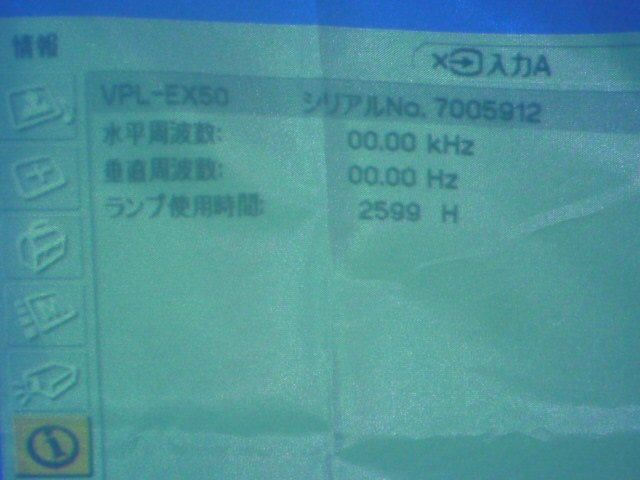 情報
入力A
VPL-EX50 シリアルNo. 7005912
水平周波数: 00.00 kHz
垂直周波数: 00.00 Hz
ランプ使用時間: 2599 H